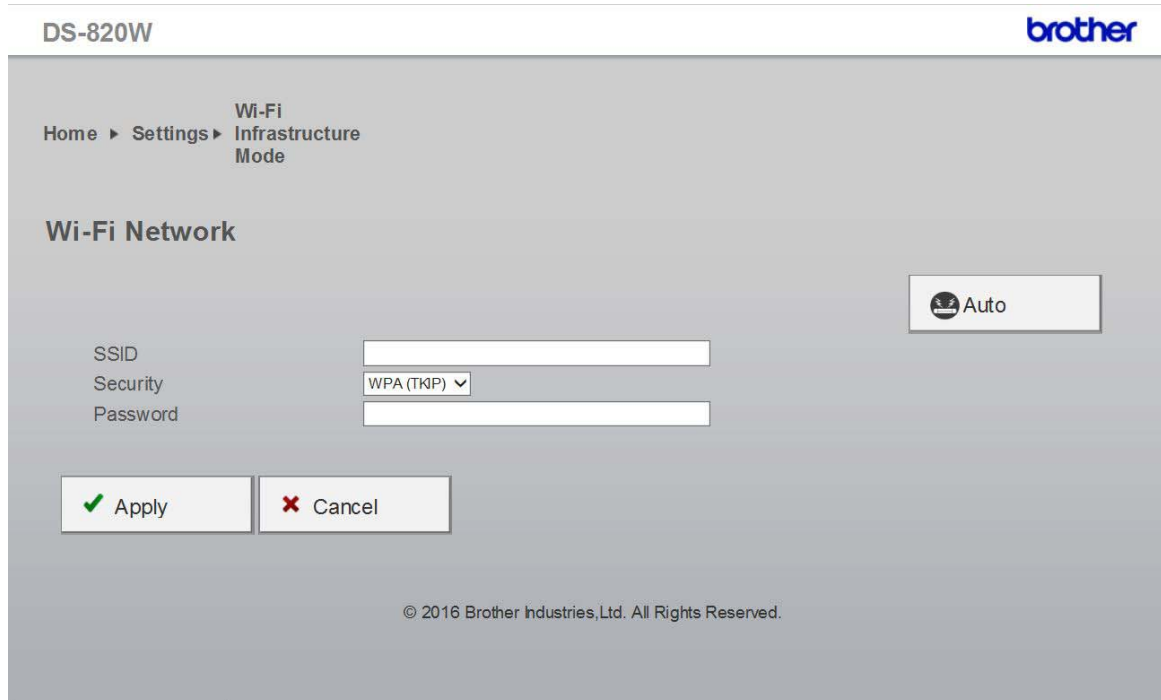 DS-820W
brother
Wi-Fi
Home Settings Infrastructure
Mode
Wi-Fi Network
Auto
SSID
Security WPA (TKIP)
Password
Apply Cancel
© 2016 Brother Industries,Ltd. All Rights Reserved.